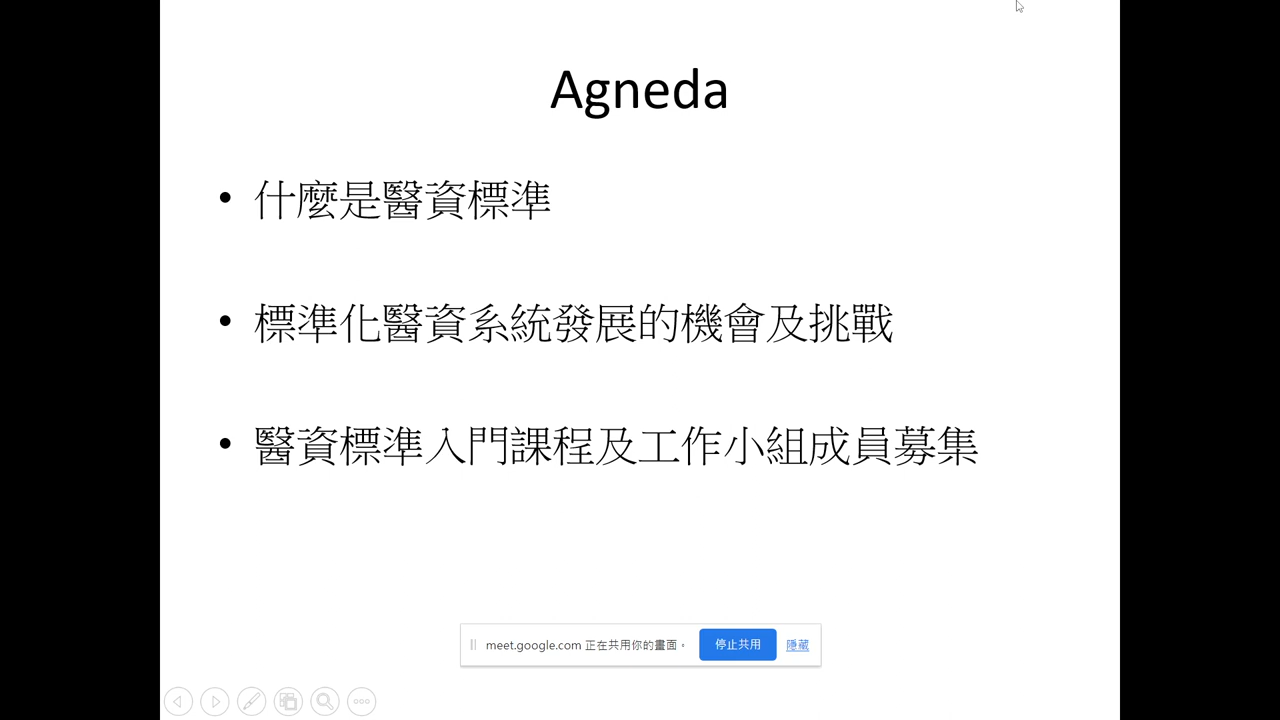 Agneda
• 什麼是醫資標準
• 標準化醫資系統發展的機會及挑戰
• 醫資標準入門課程及工作小組成員募集
meet.google.com 正在共用你的畫面。 停止共用 隱藏